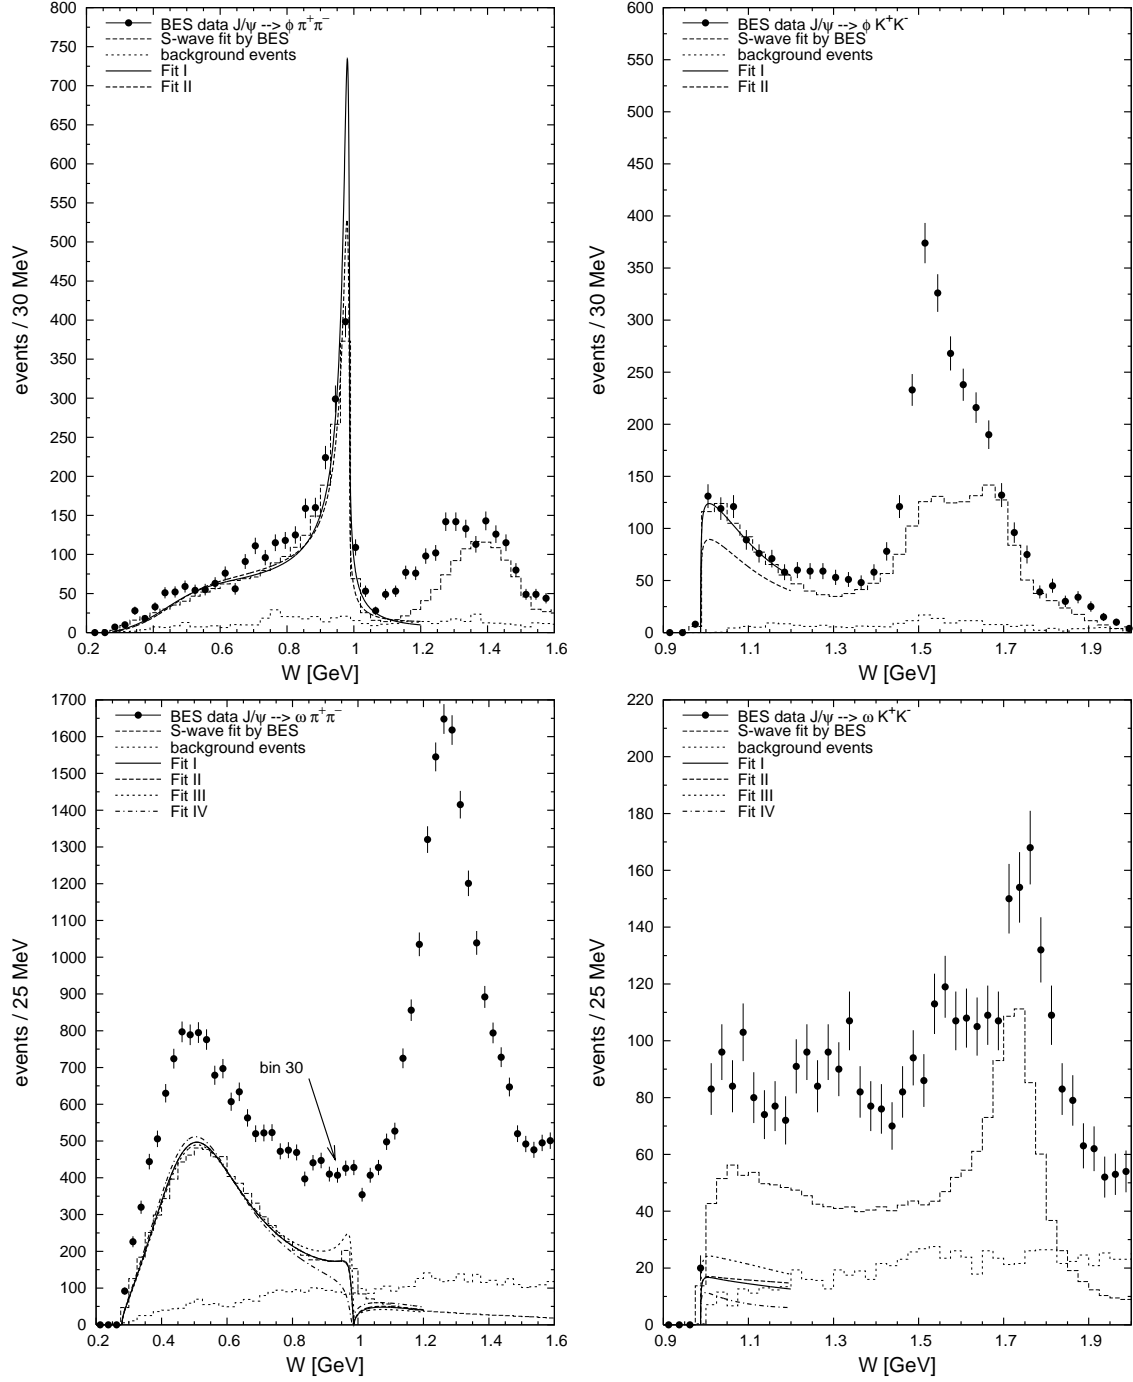 BES data J/ψ --> ϕ π⁺π⁻
S-wave fit by BES
background events
Fit I
Fit II
800
750
700
650
600
550
500
450
400
350
300
250
200
150
100
50
0
events / 30 MeV
0.2 0.4 0.6 0.8 1 1.2 1.4 1.6
W [GeV]
BES data J/ψ --> ϕ K⁺K⁻
S-wave fit by BES
background events
Fit I
Fit II
600
550
500
450
400
350
300
250
200
150
100
50
0
events / 30 MeV
0.9 1.1 1.3 1.5 1.7 1.9
W [GeV]
BES data J/ψ --> ω π⁺π⁻
S-wave fit by BES
background events
Fit I
Fit II
Fit III
Fit IV
1700
1600
1500
1400
1300
1200
1100
1000
900
800
700
600
500
400
300
200
100
0
events / 25 MeV
bin 30
0.2 0.4 0.6 0.8 1 1.2 1.4 1.6
W [GeV]
BES data J/ψ --> ω K⁺K⁻
S-wave fit by BES
background events
Fit I
Fit II
Fit III
Fit IV
220
200
180
160
140
120
100
80
60
40
20
0
events / 25 MeV
0.9 1.1 1.3 1.5 1.7 1.9
W [GeV]